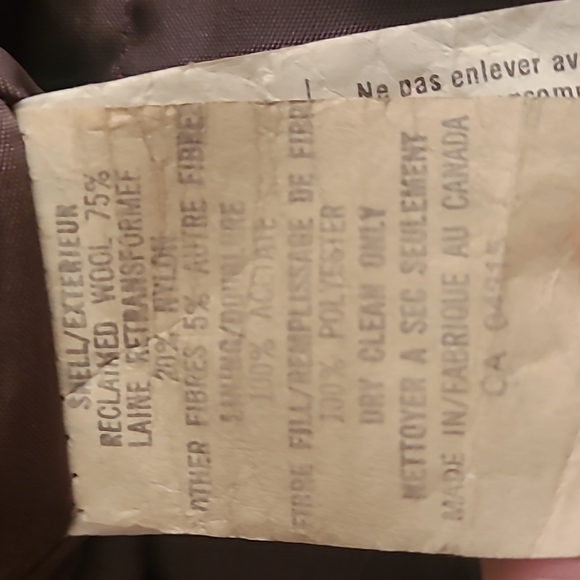 Ne pas enlever av
SHELL/EXTERIEUR
RECLAIMED WOOL 75%
LAINE RETRANSFORMEE
20% NYLON
OTHER FIBRES 5% AUTRE FIBRE
LINING/DOUBLURE
100% ACETATE
FIBRE FILL/REMPLISSAGE DE FIBRE
100% POLYESTER
DRY CLEAN ONLY
NETTOYER A SEC SEULEMENT
MADE IN/FABRIQUE AU CANADA
CA